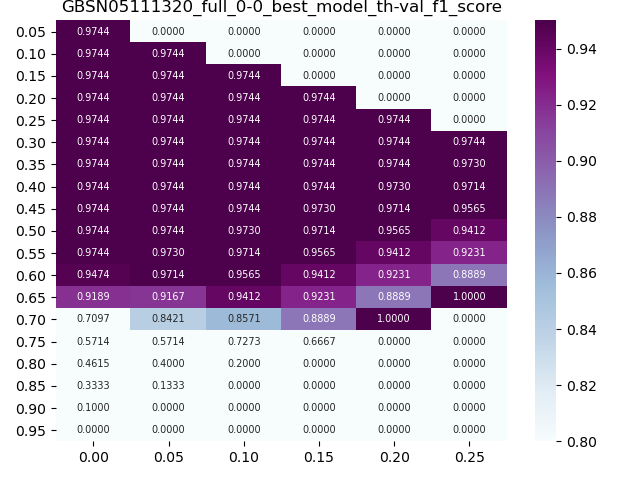 GBSN05111320_full_0-0_best_model_th-val_f1_score
0.05 0.9744 0.0000 0.0000 0.0000 0.0000 0.0000
0.10 0.9744 0.9744 0.0000 0.0000 0.0000 0.0000
0.15 0.9744 0.9744 0.9744 0.0000 0.0000 0.0000
0.20 0.9744 0.9744 0.9744 0.9744 0.0000 0.0000
0.25 0.9744 0.9744 0.9744 0.9744 0.9744 0.0000
0.30 0.9744 0.9744 0.9744 0.9744 0.9744 0.9744
0.35 0.9744 0.9744 0.9744 0.9744 0.9744 0.9730
0.40 0.9744 0.9744 0.9744 0.9744 0.9730 0.9714
0.45 0.9744 0.9744 0.9744 0.9730 0.9714 0.9565
0.50 0.9744 0.9744 0.9730 0.9714 0.9565 0.9412
0.55 0.9744 0.9730 0.9714 0.9565 0.9412 0.9231
0.60 0.9474 0.9714 0.9565 0.9412 0.9231 0.8889
0.65 0.9189 0.9167 0.9412 0.9231 0.8889 1.0000
0.70 0.7097 0.8421 0.8571 0.8889 1.0000 0.0000
0.75 0.5714 0.5714 0.7273 0.6667 0.0000 0.0000
0.80 0.4615 0.4000 0.2000 0.0000 0.0000 0.0000
0.85 0.3333 0.1333 0.0000 0.0000 0.0000 0.0000
0.90 0.1000 0.0000 0.0000 0.0000 0.0000 0.0000
0.95 0.0000 0.0000 0.0000 0.0000 0.0000 0.0000
0.00 0.05 0.10 0.15 0.20 0.25
0.94
0.92
0.90
0.88
0.86
0.84
0.82
0.80